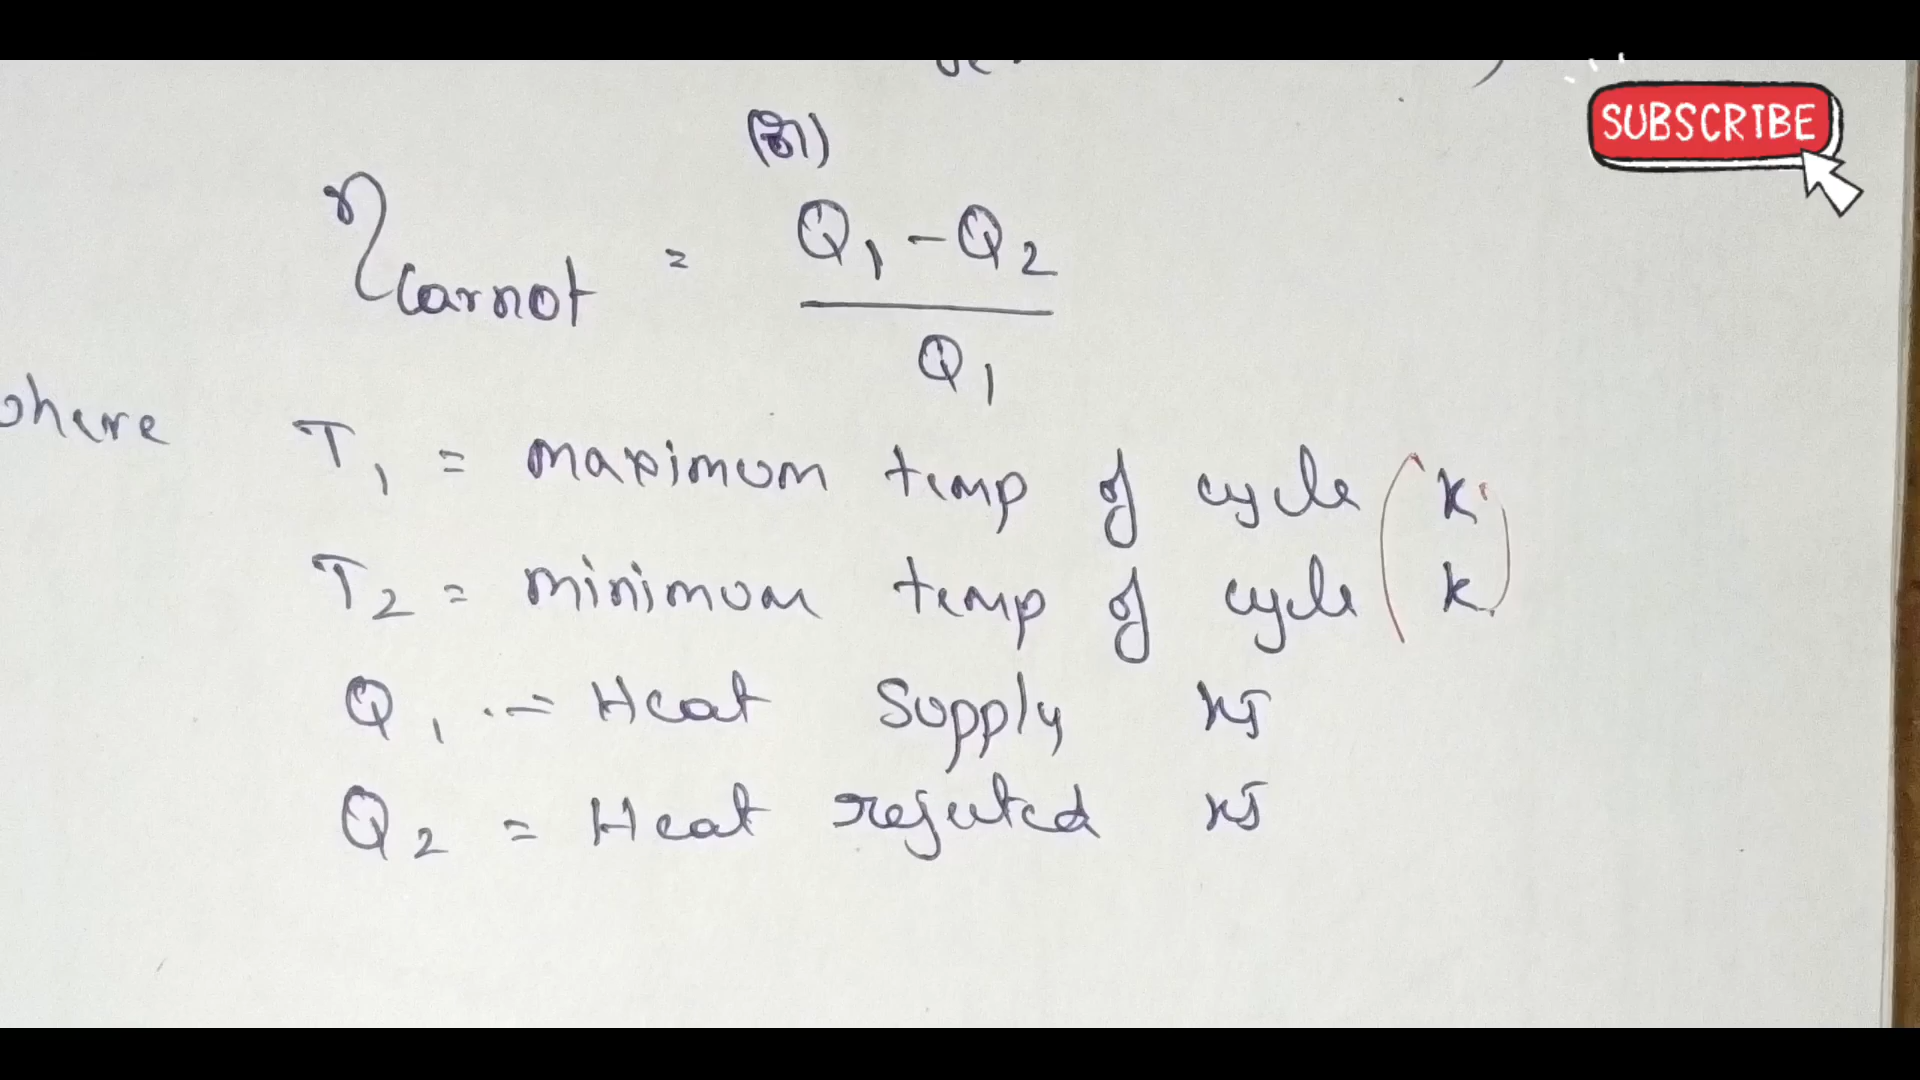 SUBSCRIBE
η Carnot = Q1 - Q2
Q1
where T1 = maximum temp of cycle (K
T2 = minimum temp of cycle K)
Q1 = Heat Supply KJ
Q2 = Heat rejected KJ